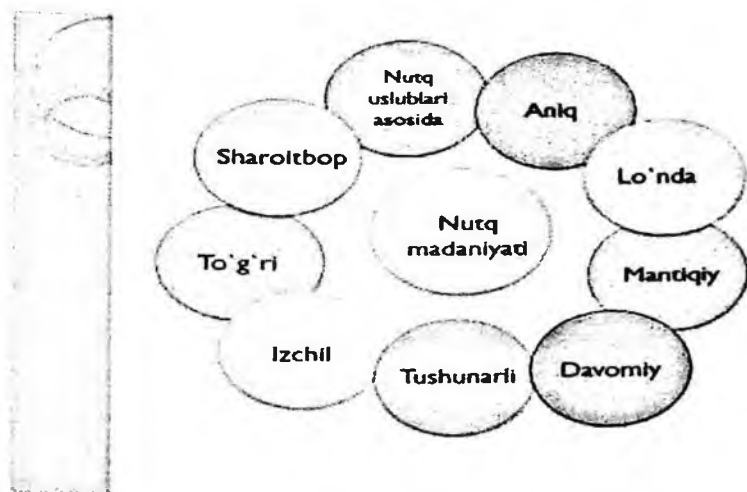 Nutq
uslublari
asosida
Aniq
Lo`nda
Mantiqiy
Davomiy
Tushunarli
Izchil
To`g`ri
Sharoitbop
Nutq
madaniyati